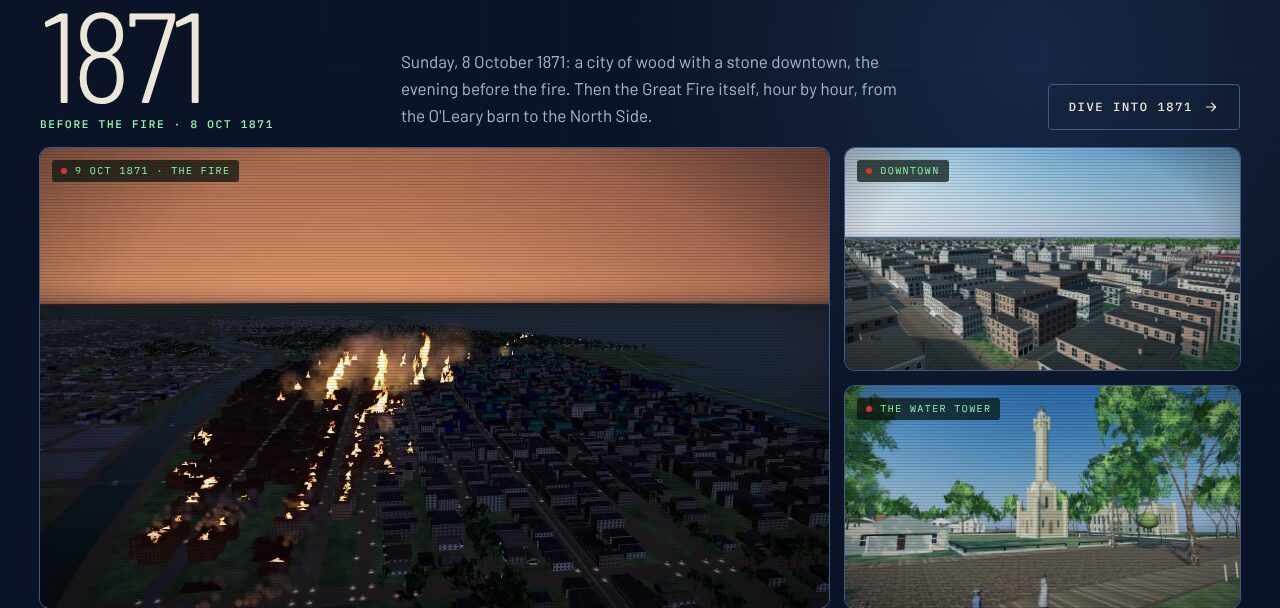 1871
BEFORE THE FIRE · 8 OCT 1871
Sunday, 8 October 1871: a city of wood with a stone downtown, the
evening before the fire. Then the Great Fire itself, hour by hour, from
the O'Leary barn to the North Side.
DIVE INTO 1871 →
9 OCT 1871 · THE FIRE
DOWNTOWN
THE WATER TOWER